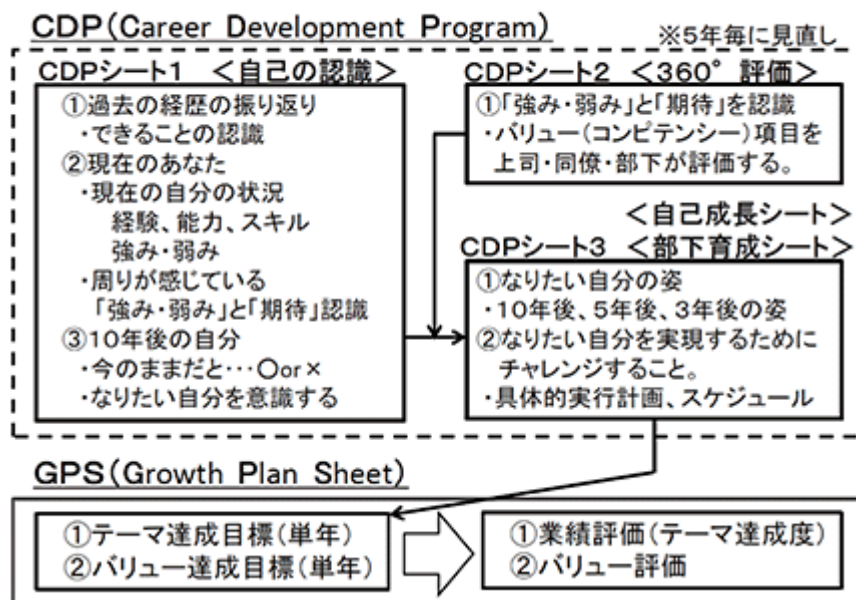 CDP(Career Development Program)
※5年毎に見直し
CDPシート1 <自己の認識>
①過去の経歴の振り返り
・できることの認識
②現在のあなた
・現在の自分の状況
経験、能力、スキル
強み・弱み
・周りが感じている
「強み・弱み」と「期待」認識
③10年後の自分
・今のままだと…〇or×
・なりたい自分を意識する
CDPシート2 <360°評価>
①「強み・弱み」と「期待」を認識
・バリュー(コンピテンシー)項目を
上司・同僚・部下が評価する。
<自己成長シート>
CDPシート3 <部下育成シート>
①なりたい自分の姿
・10年後、5年後、3年後の姿
②なりたい自分を実現するために
チャレンジすること。
・具体的実行計画、スケジュール
GPS(Growth Plan Sheet)
①テーマ達成目標(単年)
②バリュー達成目標(単年)
①業績評価(テーマ達成度)
②バリュー評価